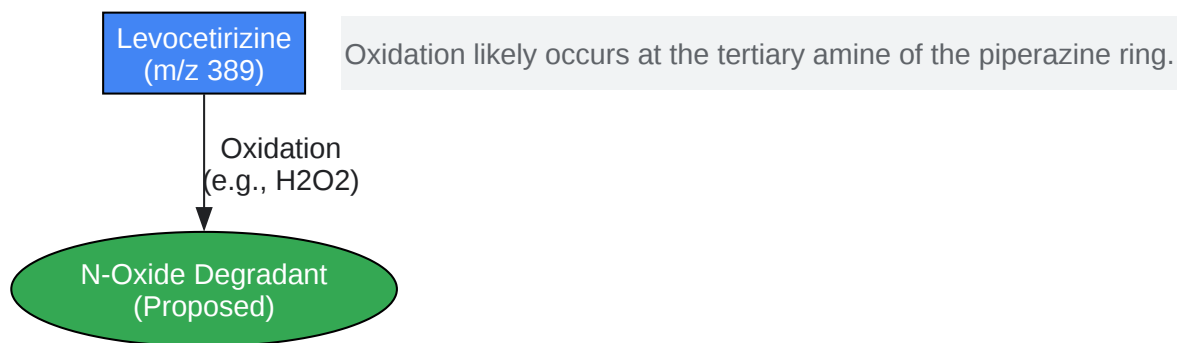 Levocetirizine
(m/z 389)
Oxidation likely occurs at the tertiary amine of the piperazine ring.
Oxidation
(e.g., H2O2)
N-Oxide Degradant
(Proposed)